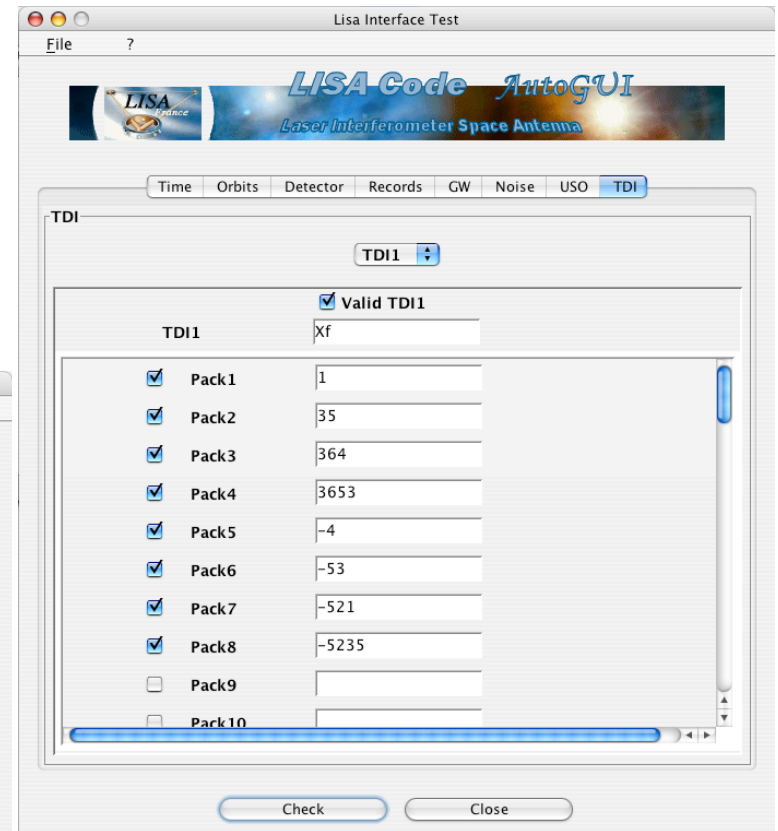 Lisa Interface Test
File ?
LISA Code AutoGUI
LISA
France
Laser Interferometer Space Antenna
Time Orbits Detector Records GW Noise USO TDI
TDI
TDI1
Valid TDI1
TDI1 Xf
Pack1 1
Pack2 35
Pack3 364
Pack4 3653
Pack5 -4
Pack6 -53
Pack7 -521
Pack8 -5235
Pack9
Pack10
Check Close